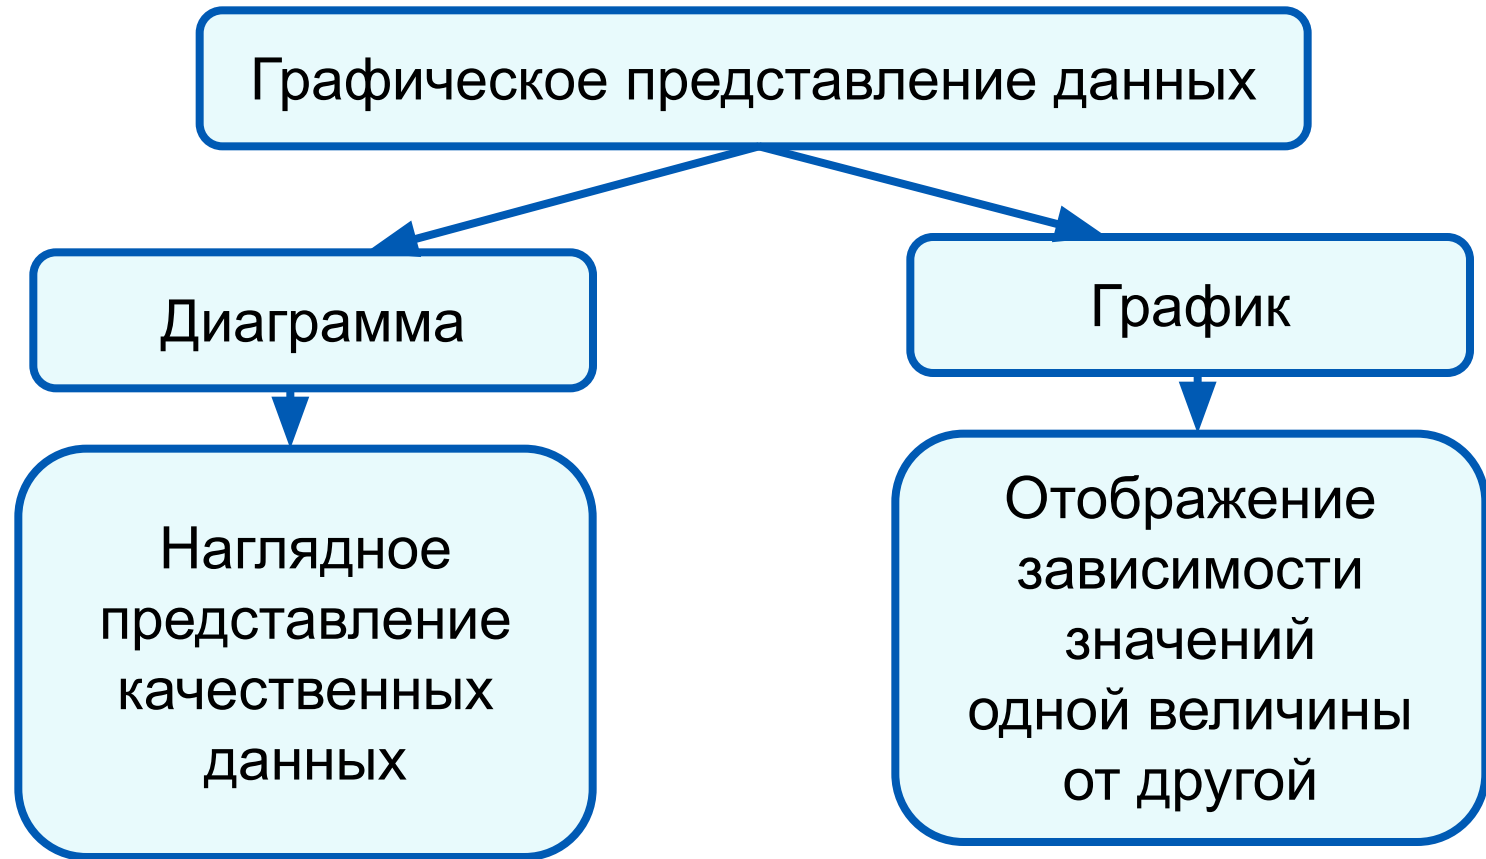 Графическое представление данных
Диаграмма
График
Наглядное
представление
качественных
данных
Отображение
зависимости
значений
одной величины
от другой